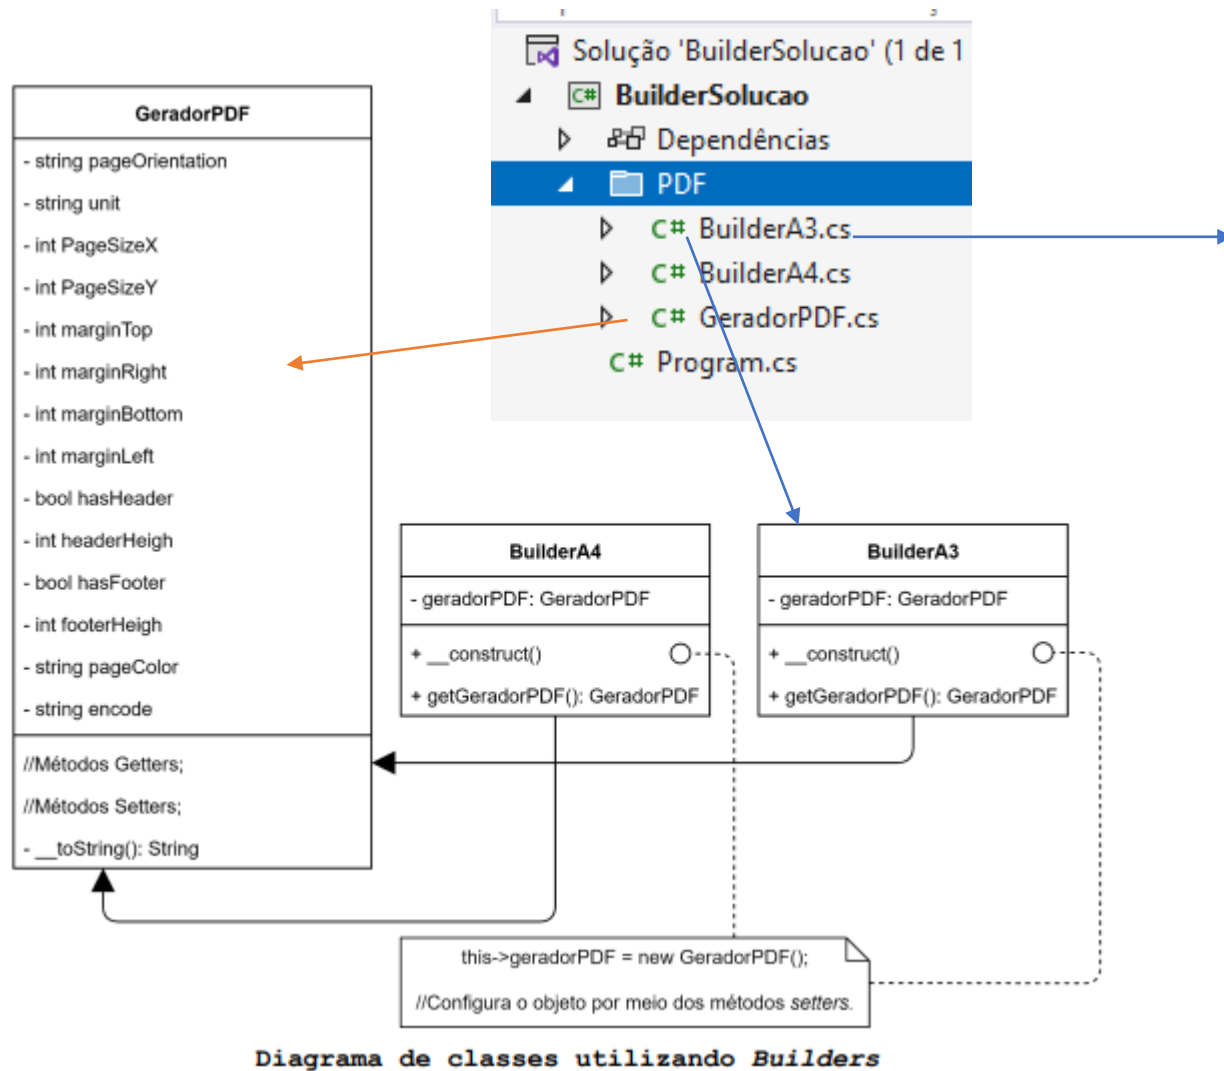 Solução 'BuilderSolucao' (1 de 1
C# BuilderSolucao
Dependências
PDF
C# BuilderA3.cs
C# BuilderA4.cs
C# GeradorPDF.cs
C# Program.cs
GeradorPDF
- string pageOrientation
- string unit
- int PageSizeX
- int PageSizeY
- int marginTop
- int marginRight
- int marginBottom
- int marginLeft
- bool hasHeader
- int headerHeigh
- bool hasFooter
- int footerHeigh
- string pageColor
- string encode
//Métodos Getters;
//Métodos Setters;
- __toString(): String
BuilderA4
- geradorPDF: GeradorPDF
+ __construct()
+ getGeradorPDF(): GeradorPDF
BuilderA3
- geradorPDF: GeradorPDF
+ __construct()
+ getGeradorPDF(): GeradorPDF
this->geradorPDF = new GeradorPDF();
//Configura o objeto por meio dos métodos setters.
Diagrama de classes utilizando Builders